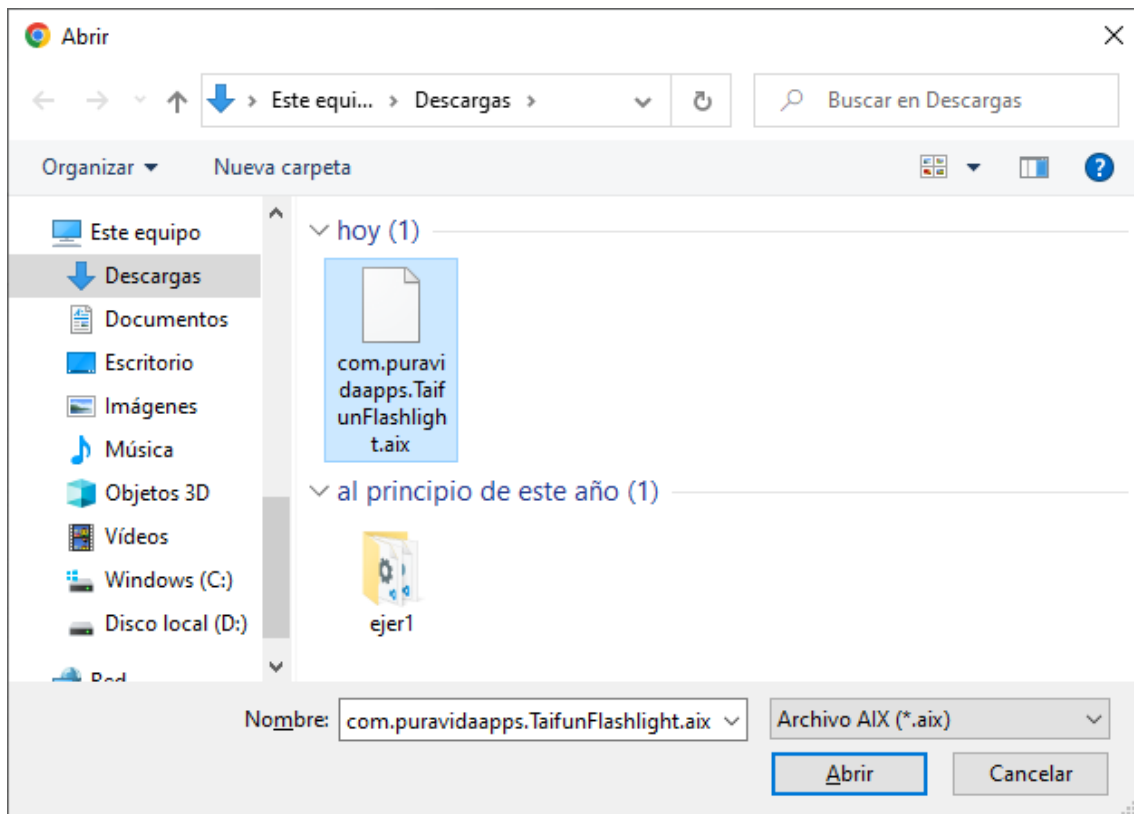 Abrir
Este equi... Descargas
Buscar en Descargas
Organizar
Nueva carpeta
Este equipo
Descargas
Documentos
Escritorio
Imágenes
Música
Objetos 3D
Vídeos
Windows (C:)
Disco local (D:)
Red
hoy (1)
com.puravi
daapps.Taif
unFlashligh
t.aix
al principio de este año (1)
ejer1
Nombre: com.puravidaapps.TaifunFlashlight.aix
Archivo AIX (*.aix)
Abrir
Cancelar